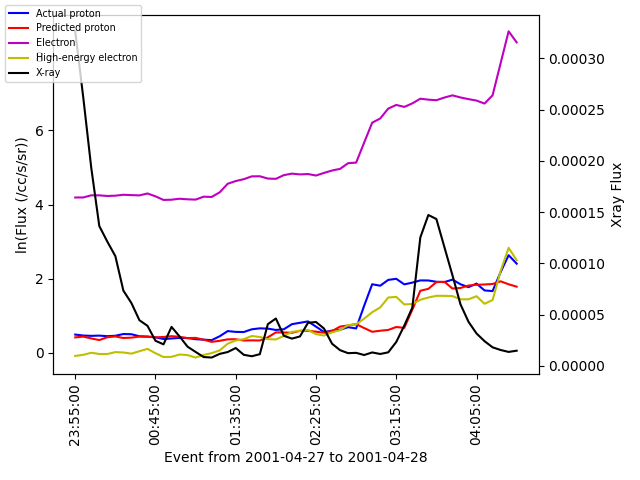 Actual proton
Predicted proton
Electron
High-energy electron
X-ray
ln(Flux (/cc/s/sr))
6
4
2
0
0.00030
0.00025
0.00020
0.00015
0.00010
0.00005
0.00000
Xray Flux
23:55:00
00:45:00
01:35:00
02:25:00
03:15:00
04:05:00
Event from 2001-04-27 to 2001-04-28